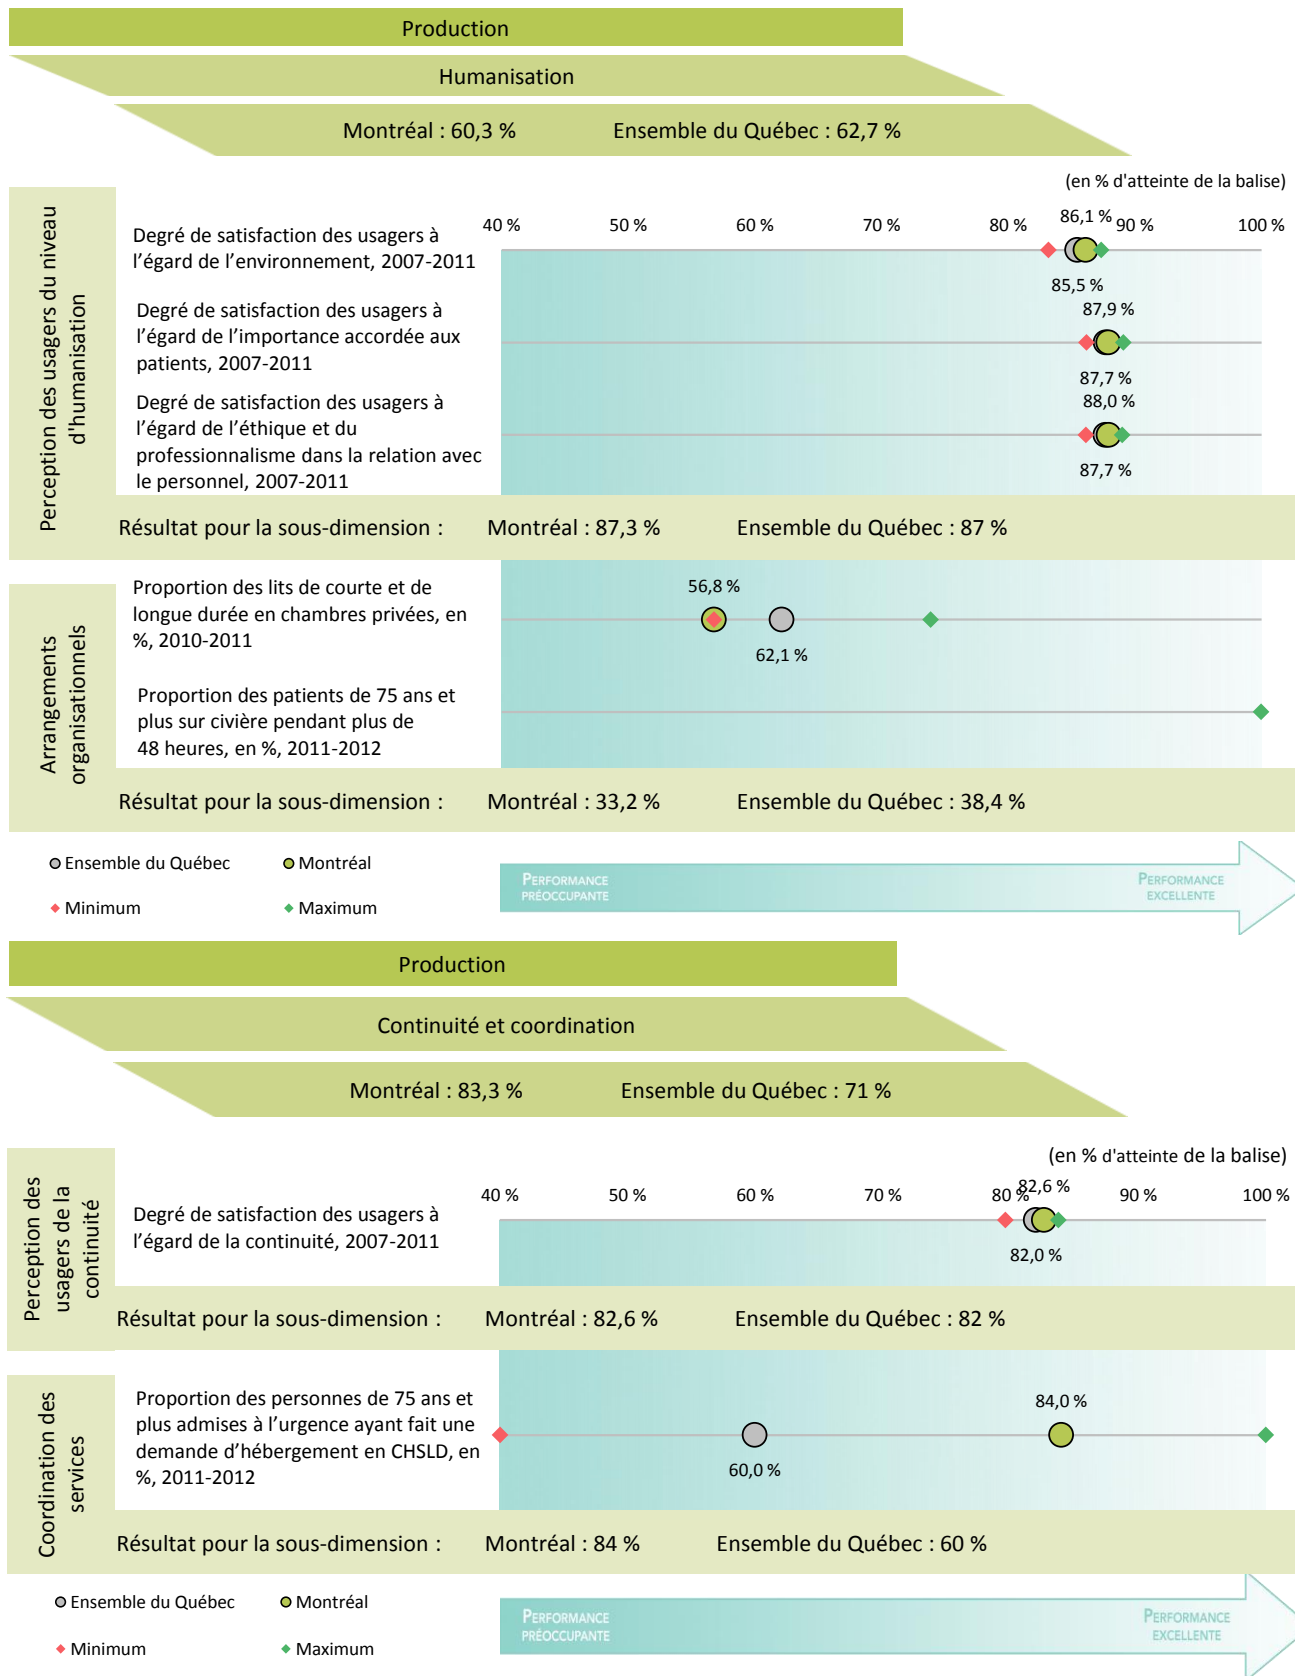 Production
Humanisation
Montréal : 60,3 % Ensemble du Québec : 62,7 %
(en % d'atteinte de la balise)
40 % 50 % 60 % 70 % 80 % 90 % 100 %
Perception des usagers du niveau
d'humanisation
Degré de satisfaction des usagers à
l’égard de l’environnement, 2007-2011
86,1 %
85,5 %
Degré de satisfaction des usagers à
l’égard de l’importance accordée aux
patients, 2007-2011
87,9 %
87,7 %
Degré de satisfaction des usagers à
l’égard de l’éthique et du
professionnalisme dans la relation avec
le personnel, 2007-2011
88,0 %
87,7 %
Résultat pour la sous-dimension : Montréal : 87,3 % Ensemble du Québec : 87 %
Arrangements
organisationnels
Proportion des lits de courte et de
longue durée en chambres privées, en
%, 2010-2011
56,8 %
62,1 %
Proportion des patients de 75 ans et
plus sur civière pendant plus de
48 heures, en %, 2011-2012
Résultat pour la sous-dimension : Montréal : 33,2 % Ensemble du Québec : 38,4 %
Ensemble du Québec Montréal
Minimum Maximum
PERFORMANCE
PRÉOCCUPANTE
PERFORMANCE
EXCELLENTE
Production
Continuité et coordination
Montréal : 83,3 % Ensemble du Québec : 71 %
(en % d'atteinte de la balise)
40 % 50 % 60 % 70 % 80 % 90 % 100 %
Perception des
usagers de la
continuité
Degré de satisfaction des usagers à
l’égard de la continuité, 2007-2011
82,6 %
82,0 %
Résultat pour la sous-dimension : Montréal : 82,6 % Ensemble du Québec : 82 %
Coordination des
services
Proportion des personnes de 75 ans et
plus admises à l’urgence ayant fait une
demande d’hébergement en CHSLD, en
%, 2011-2012
84,0 %
60,0 %
Résultat pour la sous-dimension : Montréal : 84 % Ensemble du Québec : 60 %
Ensemble du Québec Montréal
Minimum Maximum
PERFORMANCE
PRÉOCCUPANTE
PERFORMANCE
EXCELLENTE